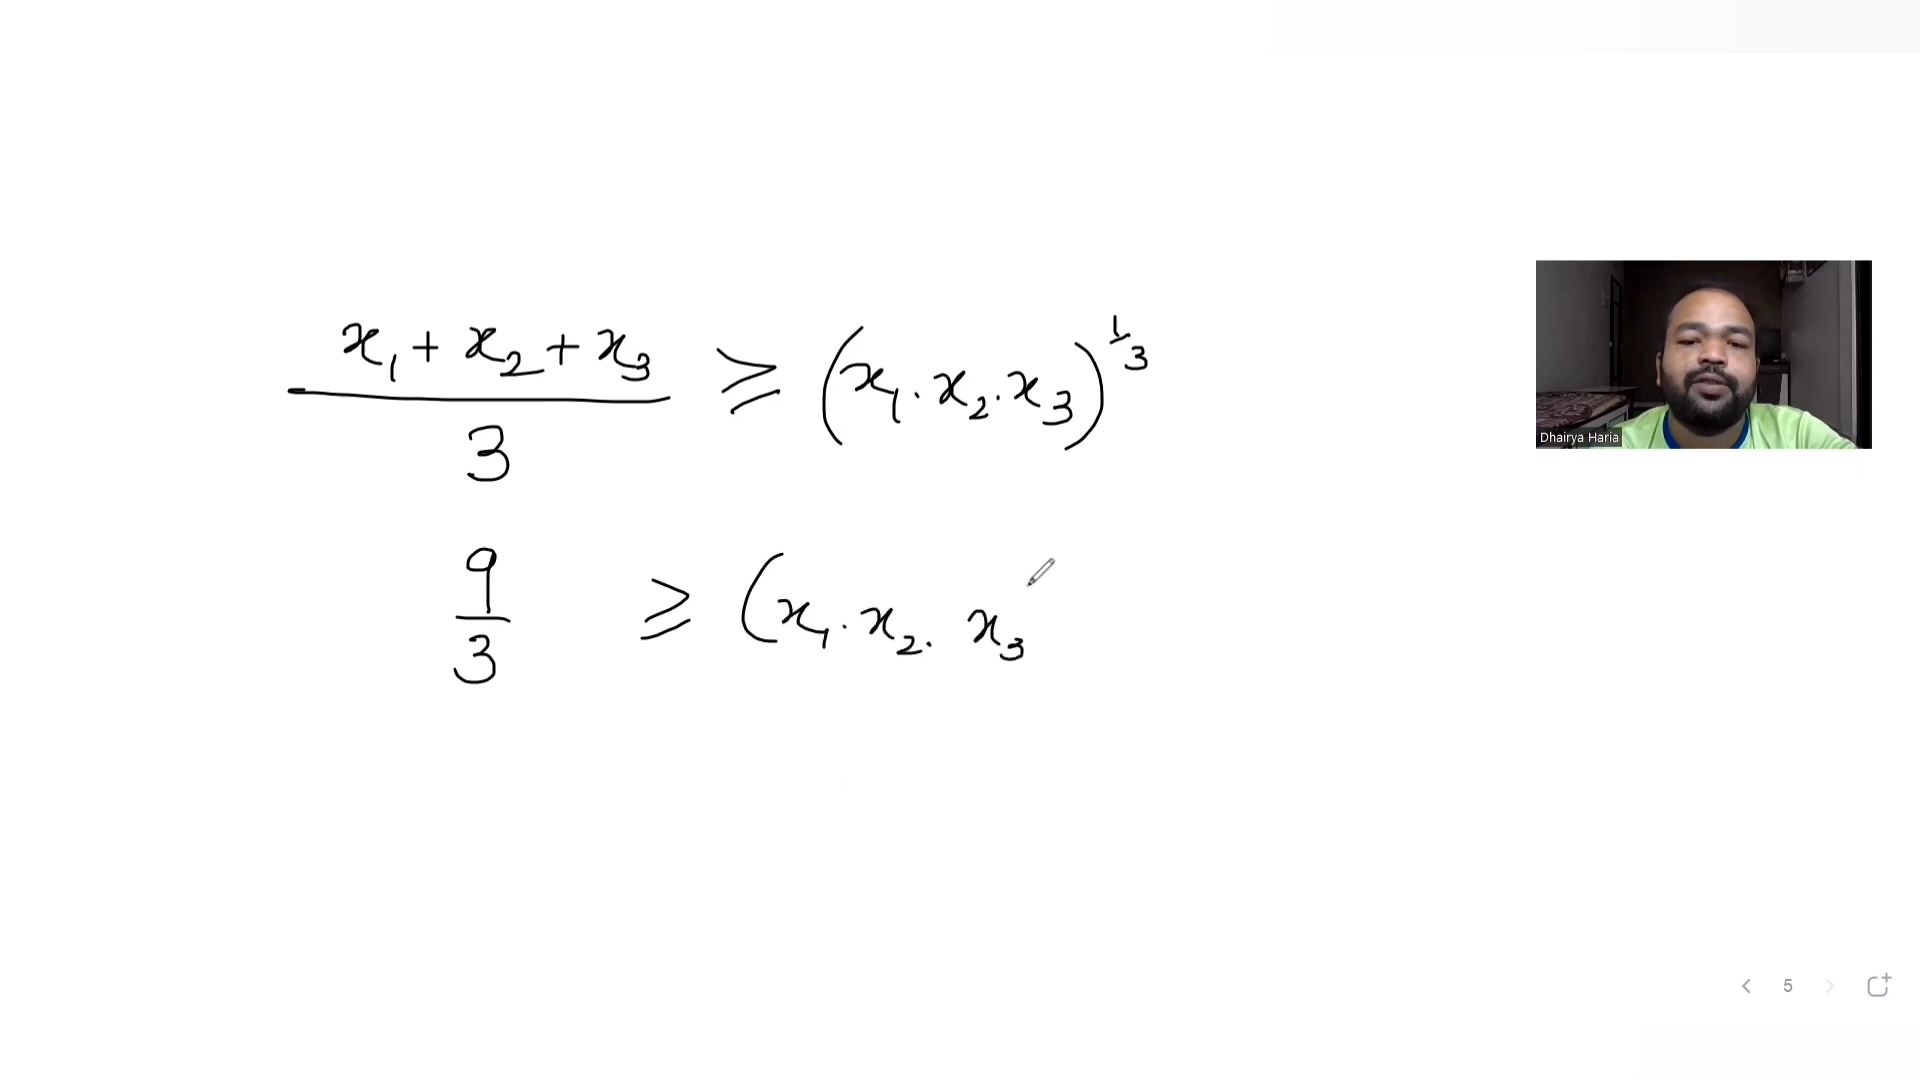 x₁ + x₂ + x₃
3
≥ (x₁ . x₂ . x₃)^1/3
9
3
≥ (x₁ . x₂ . x₃
Dhairya Haria
5